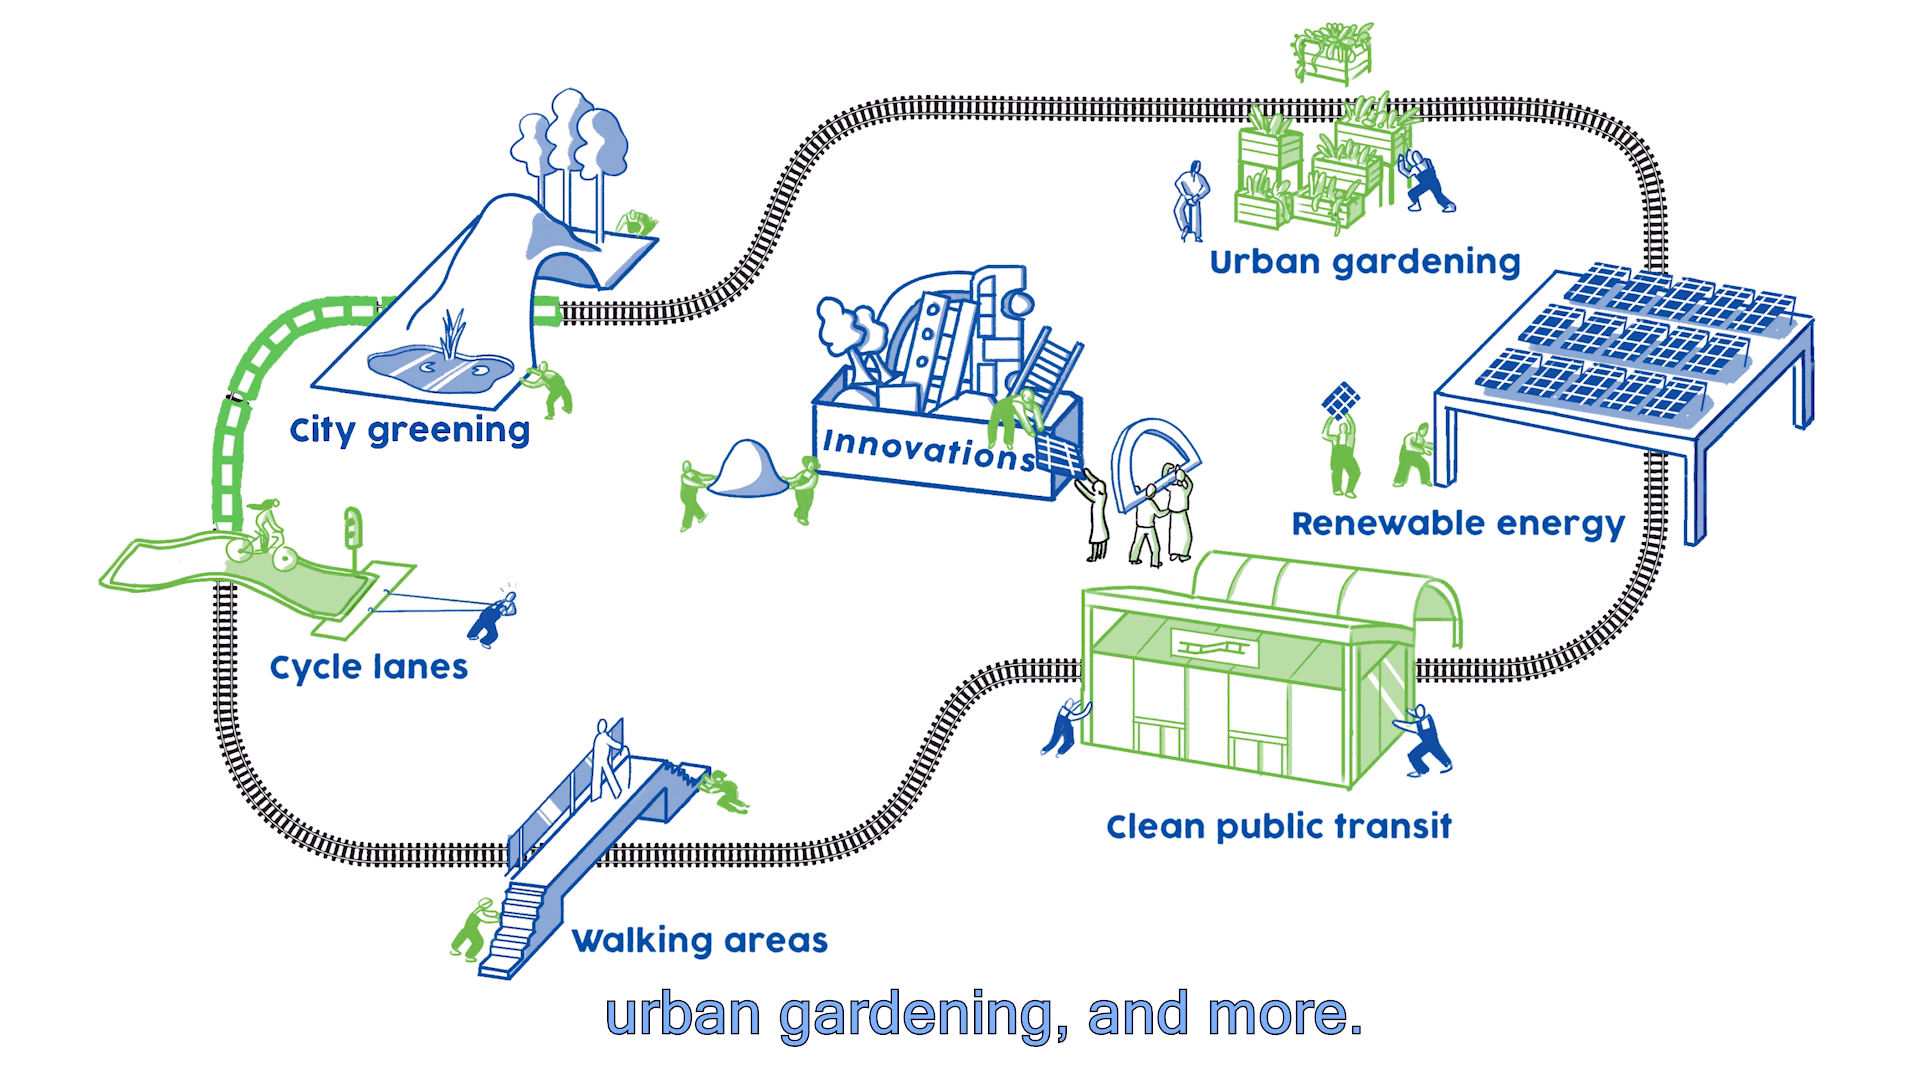 Urban gardening
City greening
Innovations
Renewable energy
Cycle lanes
Clean public transit
Walking areas
urban gardening, and more.